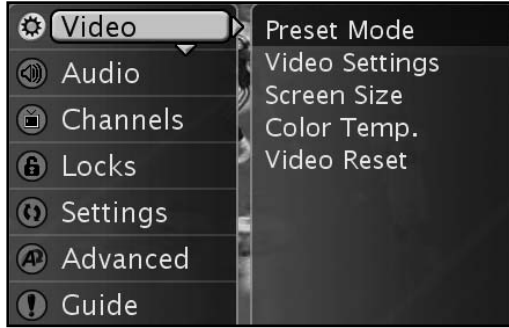 Video
Audio
Channels
Locks
Settings
Advanced
Guide
Preset Mode
Video Settings
Screen Size
Color Temp.
Video Reset